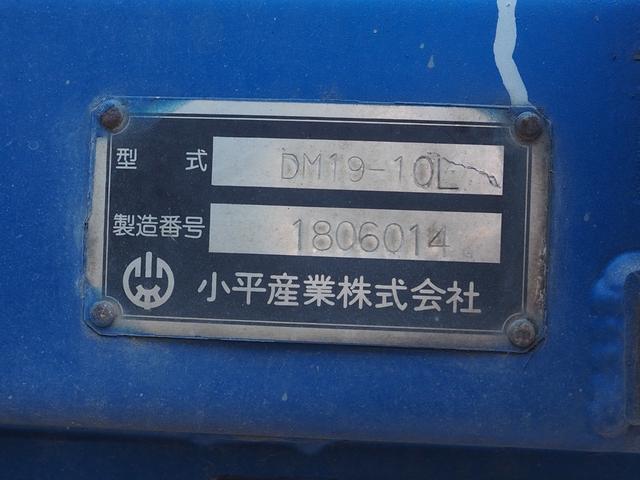 型 式 DM19-10L
製造番号 1806014
小平産業株式会社